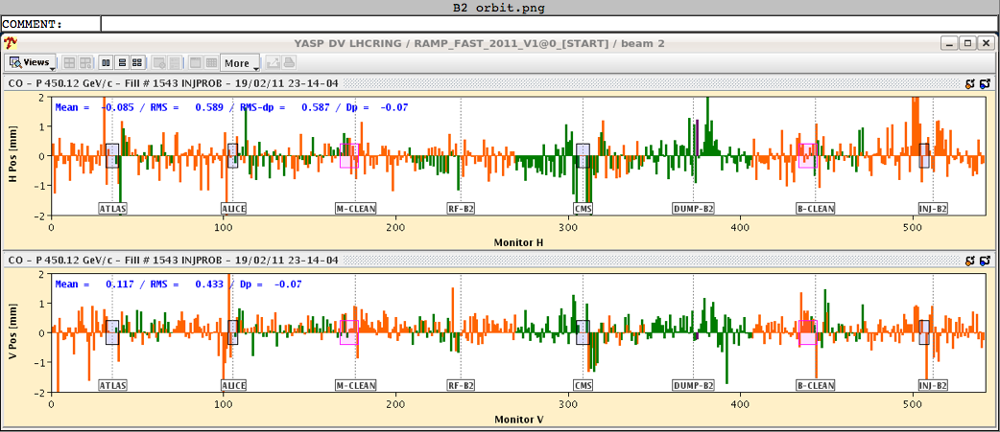 B2 orbit.png
COMMENT:
YASP DV LHCRING / RAMP_FAST_2011_V1@0_[START] / beam 2
Views More
CO - P 450.12 GeV/c - Fill # 1543 INJPROB - 19/02/11 23-14-04
Mean = -0.085 / RMS = 0.589 / RMS-dp = 0.587 / Dp = -0.07
H Pos [mm]
2
1
0
-1
-2
ATLAS ALICE M-CLEAN RF-B2 CMS DUMP-B2 B-CLEAN INJ-B2
0 100 200 300 400 500
Monitor H
CO - P 450.12 GeV/c - Fill # 1543 INJPROB - 19/02/11 23-14-04
Mean = 0.117 / RMS = 0.433 / Dp = -0.07
V Pos [mm]
2
1
0
-1
-2
ATLAS ALICE M-CLEAN RF-B2 CMS DUMP-B2 B-CLEAN INJ-B2
0 100 200 300 400 500
Monitor V